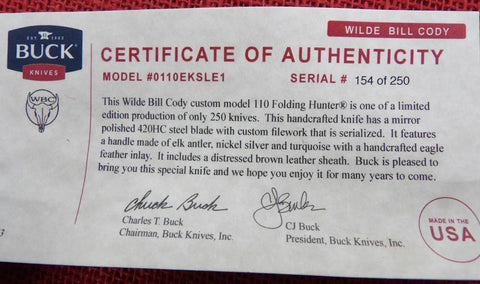 WILDE BILL CODY
EST 1902
BUCK
KNIVES
WBC
CERTIFICATE OF AUTHENTICITY
MODEL #0110EKSLE1
SERIAL # 154 of 250
This Wilde Bill Cody custom model 110 Folding Hunter® is one of a limited
edition production of only 250 knives. This handcrafted knife has a mirror
polished 420HC steel blade with custom filework that is serialized. It features
a handle made of elk antler, nickel silver and turquoise with a handcrafted eagle
feather inlay. It includes a distressed brown leather sheath. Buck is pleased to
bring you this special knife and we hope you enjoy it for many years to come.
Chuck Buck
CJ Buck
Charles T. Buck
Chairman, Buck Knives, Inc.
CJ Buck
President, Buck Knives, Inc.
MADE IN THE
USA
3